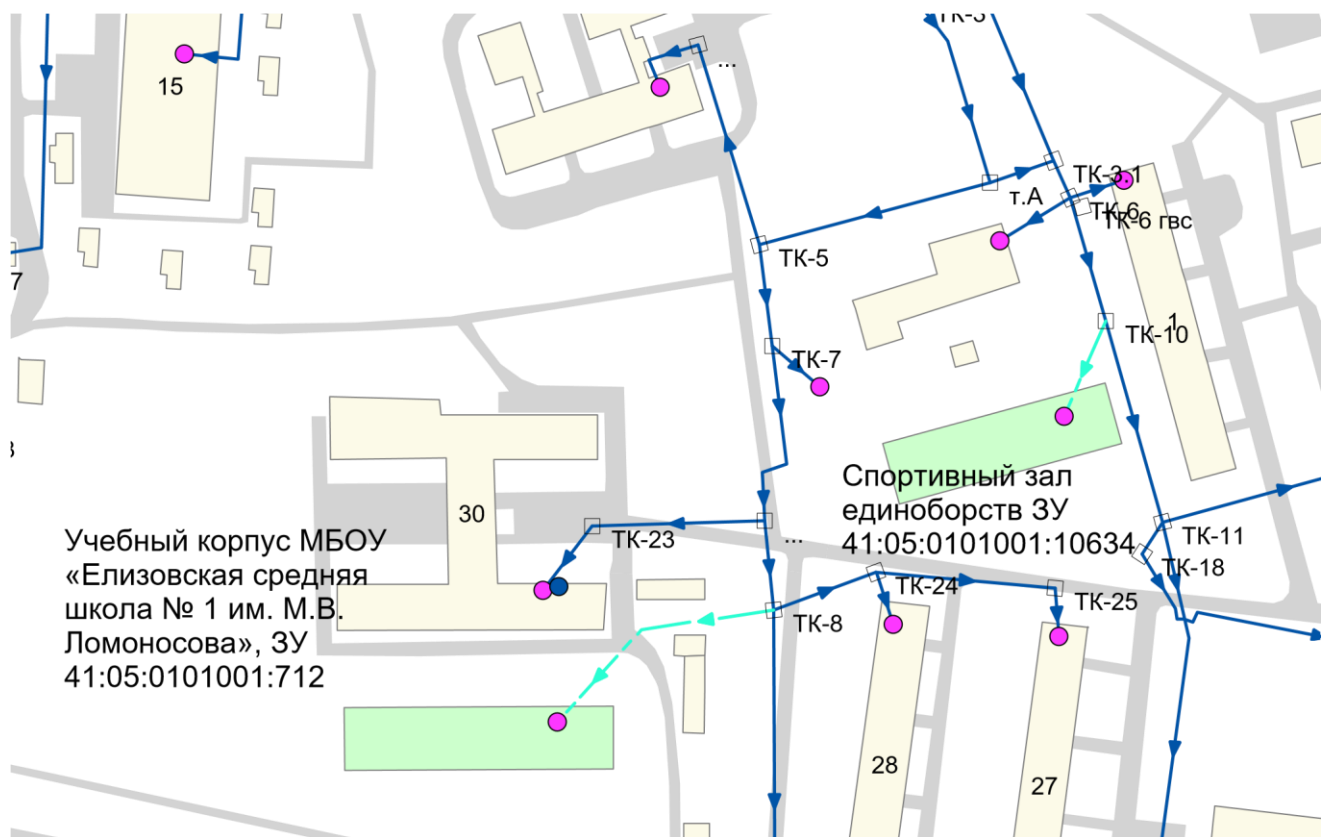 ТК-3
15
...
ТК-3.1
т.А
ТК-6
ТК-6 гвс
ТК-5
7
1
ТК-10
ТК-7
Спортивный зал
единоборств ЗУ
41:05:0101001:10634
30
ТК-23
...
ТК-11
ТК-18
Учебный корпус МБОУ
«Елизовская средняя
школа № 1 им. М.В.
Ломоносова», ЗУ
41:05:0101001:712
ТК-24
ТК-25
ТК-8
28
27